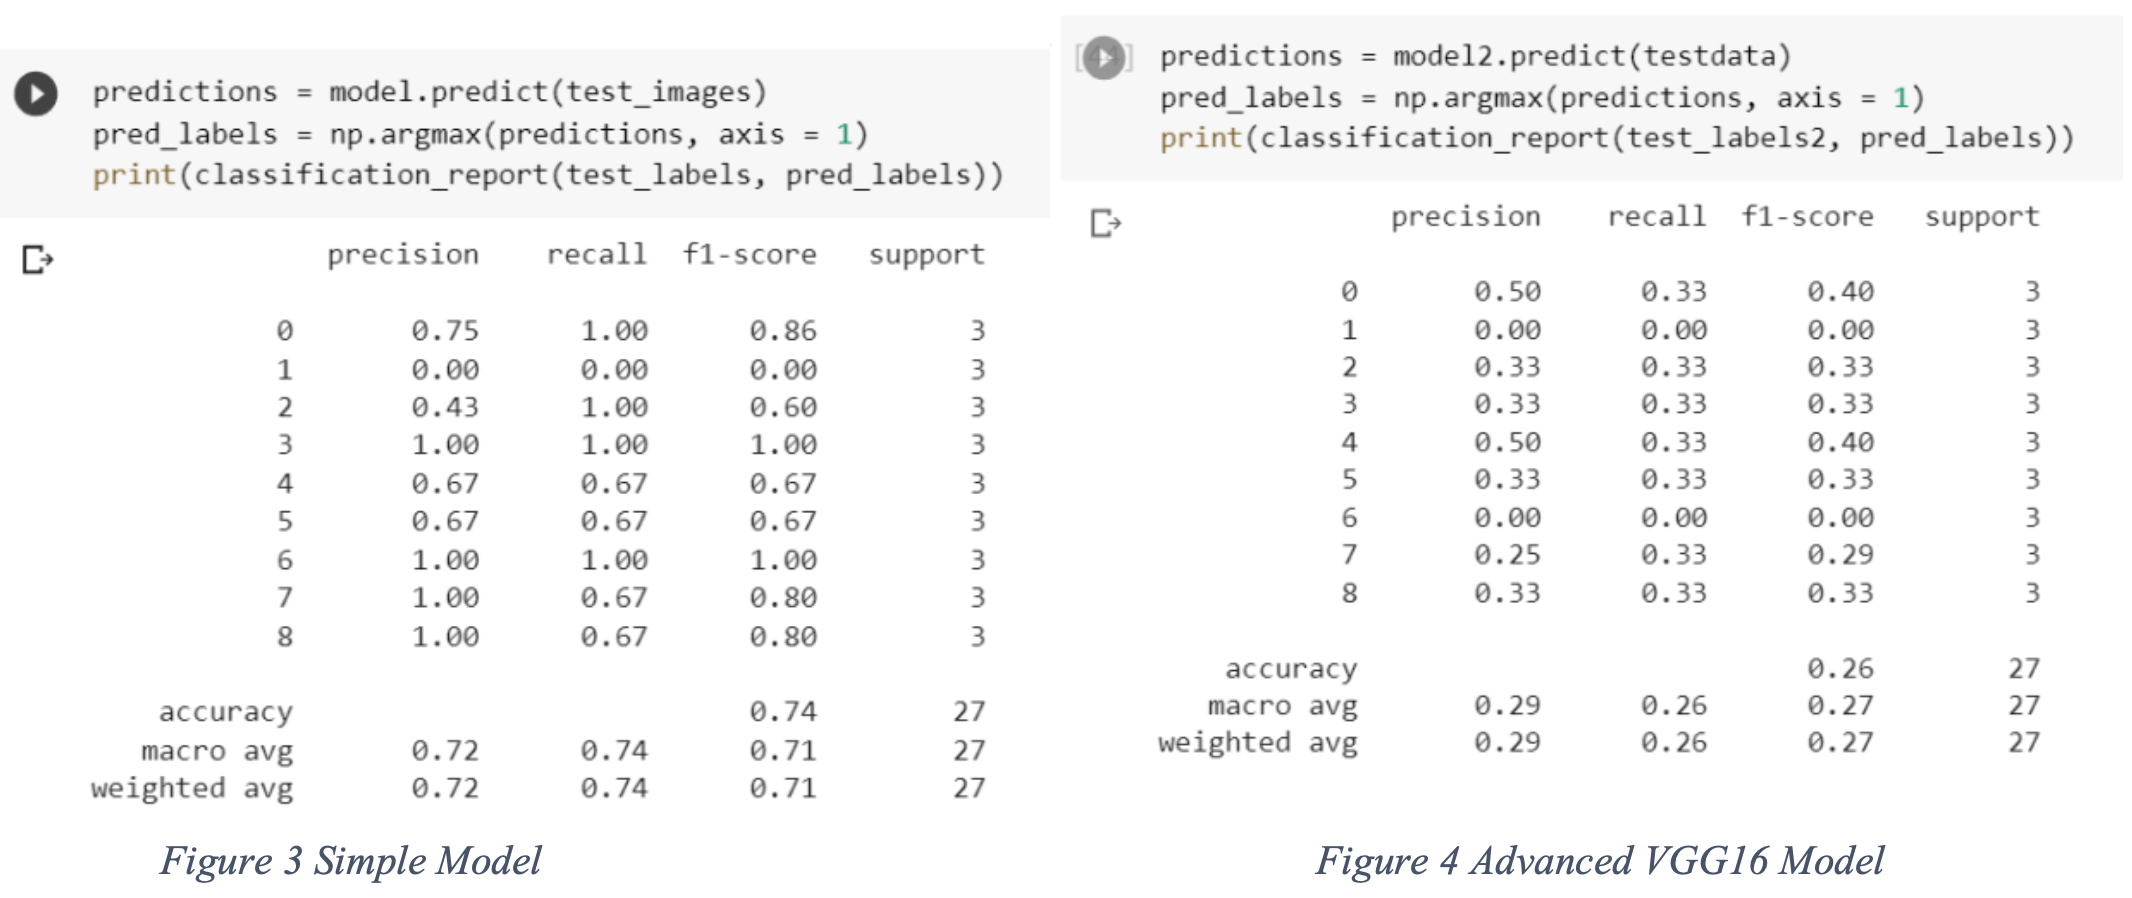 predictions = model.predict(test_images)
pred_labels = np.argmax(predictions, axis = 1)
print(classification_report(test_labels, pred_labels))
precision recall f1-score support
0 0.75 1.00 0.86 3
1 0.00 0.00 0.00 3
2 0.43 1.00 0.60 3
3 1.00 1.00 1.00 3
4 0.67 0.67 0.67 3
5 0.67 0.67 0.67 3
6 1.00 1.00 1.00 3
7 1.00 0.67 0.80 3
8 1.00 0.67 0.80 3
accuracy 0.74 27
macro avg 0.72 0.74 0.71 27
weighted avg 0.72 0.74 0.71 27
Figure 3 Simple Model
predictions = model2.predict(testdata)
pred_labels = np.argmax(predictions, axis = 1)
print(classification_report(test_labels2, pred_labels))
precision recall f1-score support
0 0.50 0.33 0.40 3
1 0.00 0.00 0.00 3
2 0.33 0.33 0.33 3
3 0.33 0.33 0.33 3
4 0.50 0.33 0.40 3
5 0.33 0.33 0.33 3
6 0.00 0.00 0.00 3
7 0.25 0.33 0.29 3
8 0.33 0.33 0.33 3
accuracy 0.26 27
macro avg 0.29 0.26 0.27 27
weighted avg 0.29 0.26 0.27 27
Figure 4 Advanced VGG16 Model